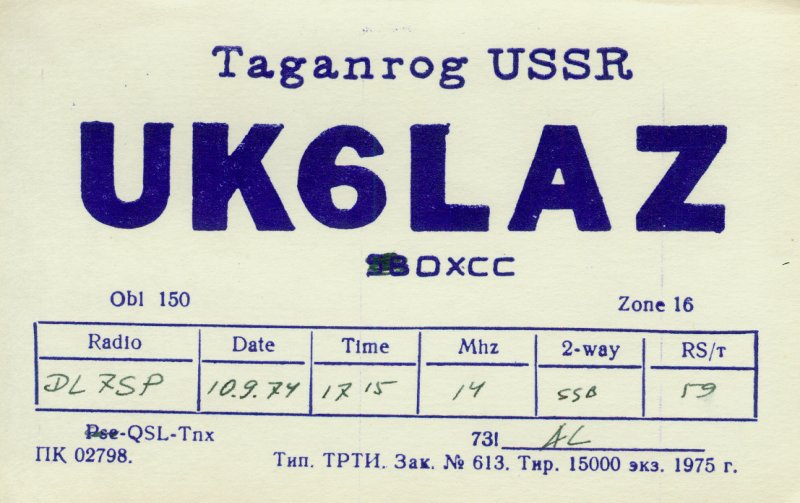 Taganrog USSR
UK6LAZ
5BDXCC
Obl 150 Zone 16
Radio Date Time Mhz 2-way RS/т
DL7SP 10.9.74 17 15 14 SSB 59
Pse-QSL-Tnx 73! AL
ПК 02798. Тип. ТРТИ. Зак. № 613. Тир. 15000 экз. 1975 г.